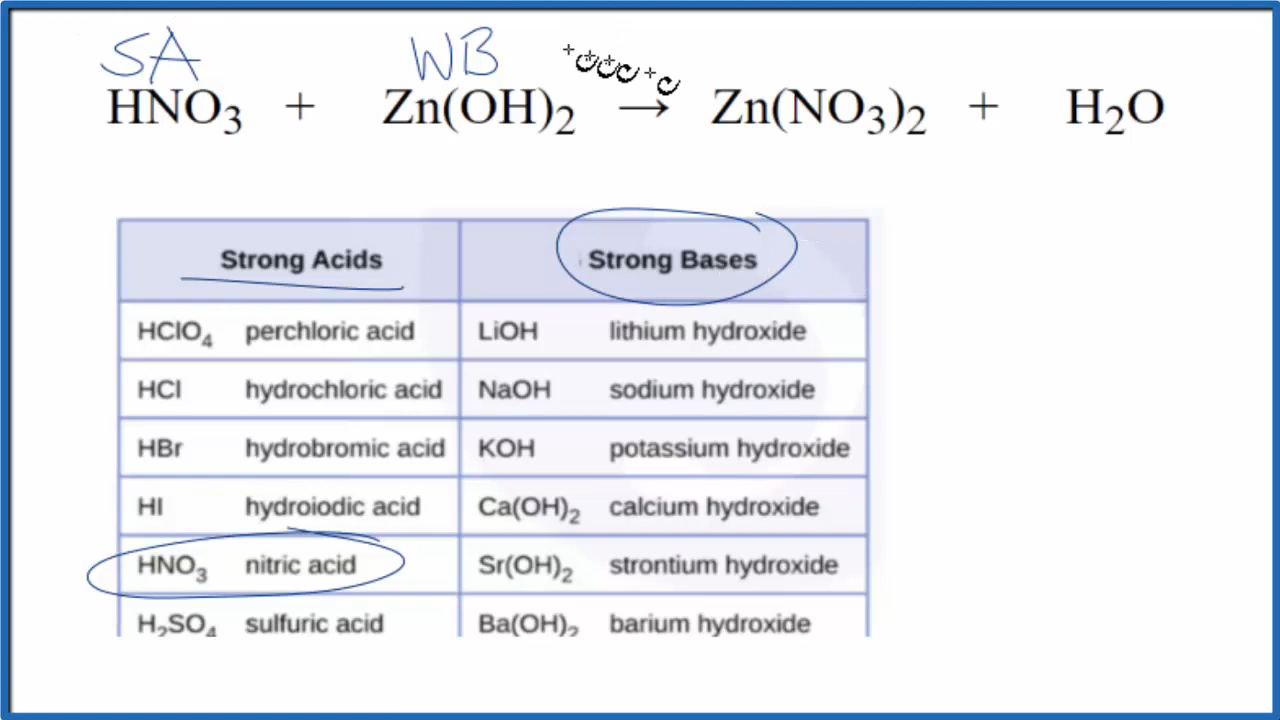 SA WB
HNO₃ + Zn(OH)₂ → Zn(NO₃)₂ + H₂O
Strong Acids Strong Bases
HClO₄ perchloric acid LiOH lithium hydroxide
HCl hydrochloric acid NaOH sodium hydroxide
HBr hydrobromic acid KOH potassium hydroxide
HI hydroiodic acid Ca(OH)₂ calcium hydroxide
HNO₃ nitric acid Sr(OH)₂ strontium hydroxide
H₂SO₄ sulfuric acid Ba(OH)₂ barium hydroxide